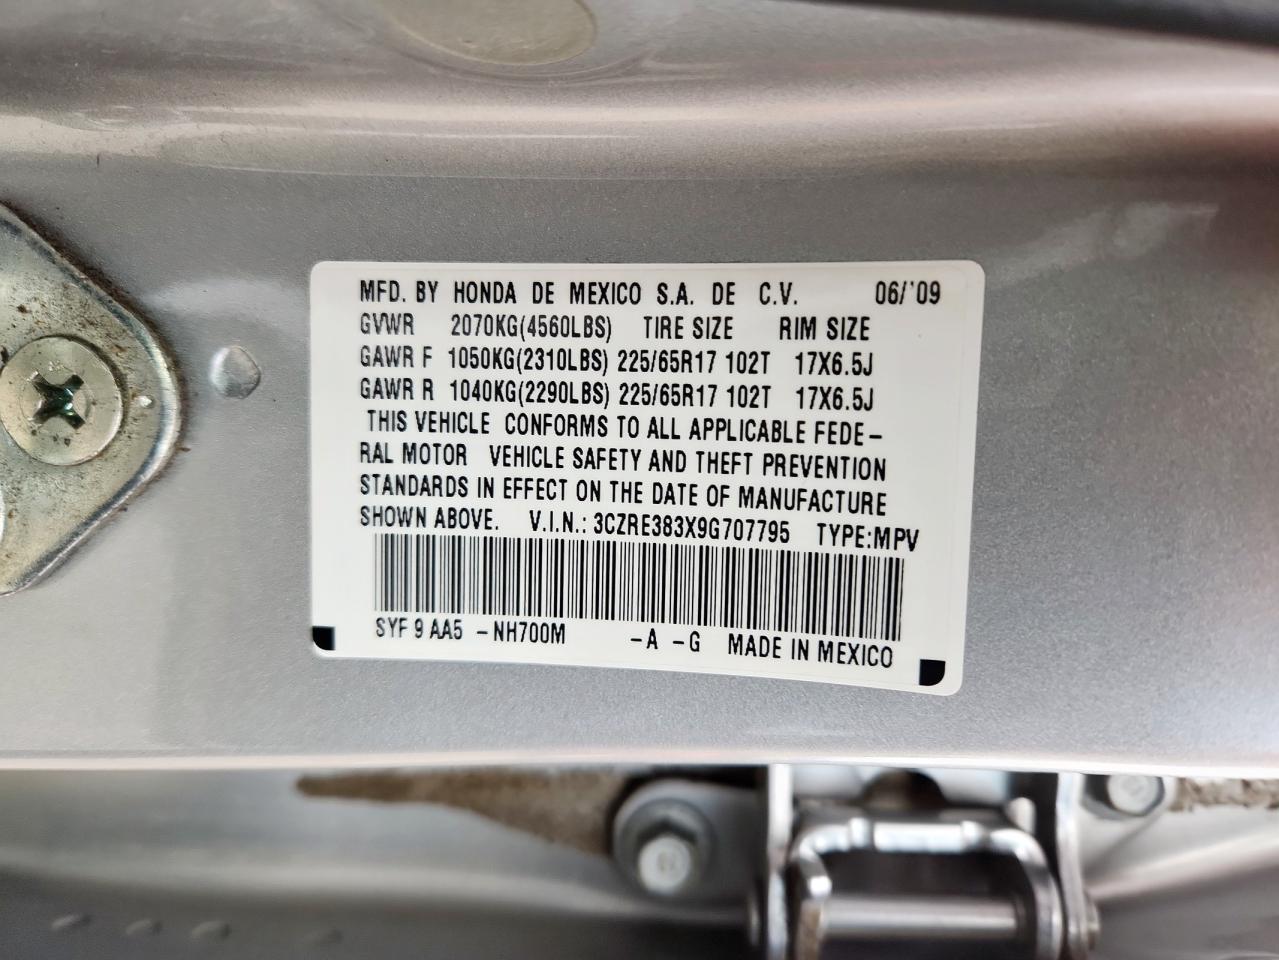 MFD. BY HONDA DE MEXICO S.A. DE C.V. 06/'09
GVWR 2070KG(4560LBS) TIRE SIZE RIM SIZE
GAWR F 1050KG(2310LBS) 225/65R17 102T 17X6.5J
GAWR R 1040KG(2290LBS) 225/65R17 102T 17X6.5J
THIS VEHICLE CONFORMS TO ALL APPLICABLE FEDE-
RAL MOTOR VEHICLE SAFETY AND THEFT PREVENTION
STANDARDS IN EFFECT ON THE DATE OF MANUFACTURE
SHOWN ABOVE. V.I.N.: 3CZRE383X9G707795 TYPE:MPV
SYF 9 AA5 -NH700M -A -G MADE IN MEXICO